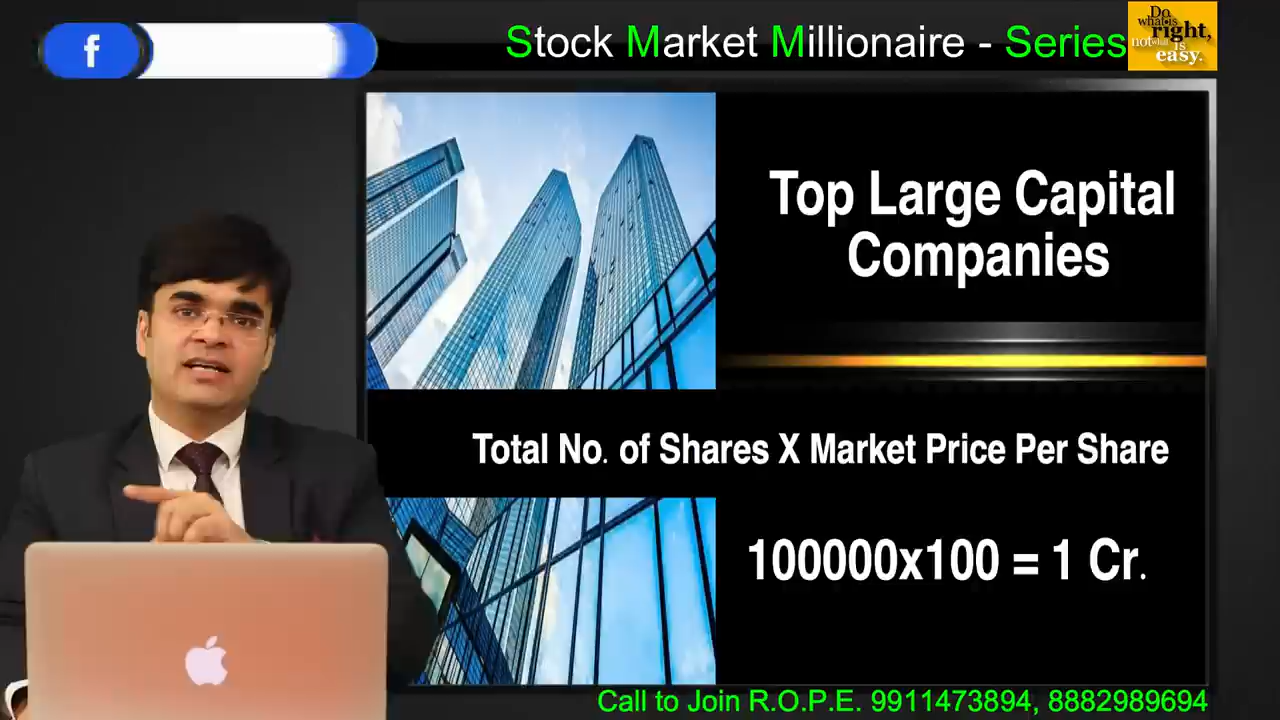 f
Stock Market Millionaire - Series
Do
what is
right,
not what is
easy.
Top Large Capital
Companies
Total No. of Shares X Market Price Per Share
100000x100 = 1 Cr.
Call to Join R.O.P.E. 9911473894, 8882989694